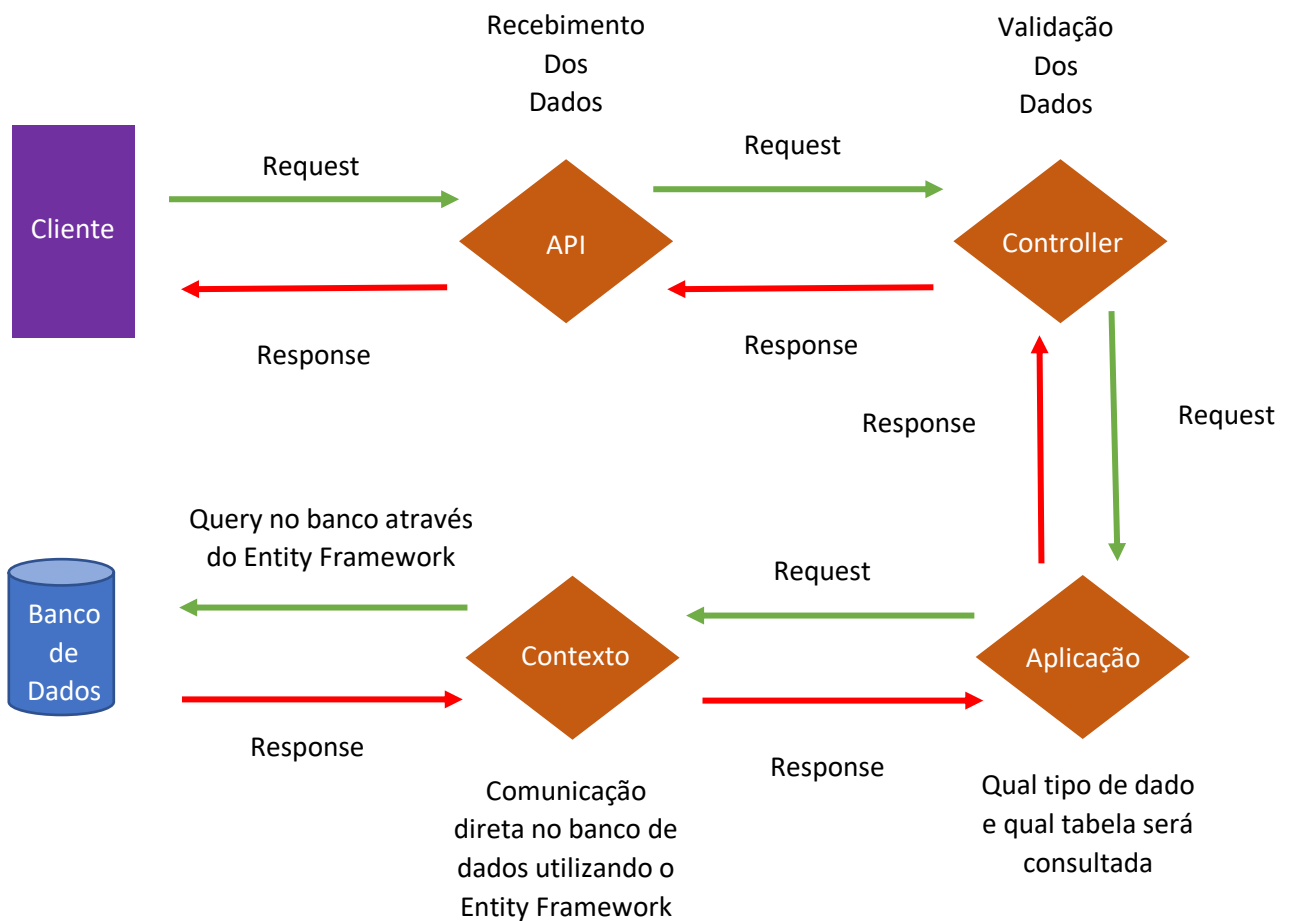 Recebimento
Dos
Dados
Validação
Dos
Dados
Request
Request
Cliente
API
Controller
Response
Response
Response
Request
Query no banco através
do Entity Framework
Request
Banco
de
Dados
Contexto
Aplicação
Response
Response
Comunicação
direta no banco de
dados utilizando o
Entity Framework
Qual tipo de dado
e qual tabela será
consultada